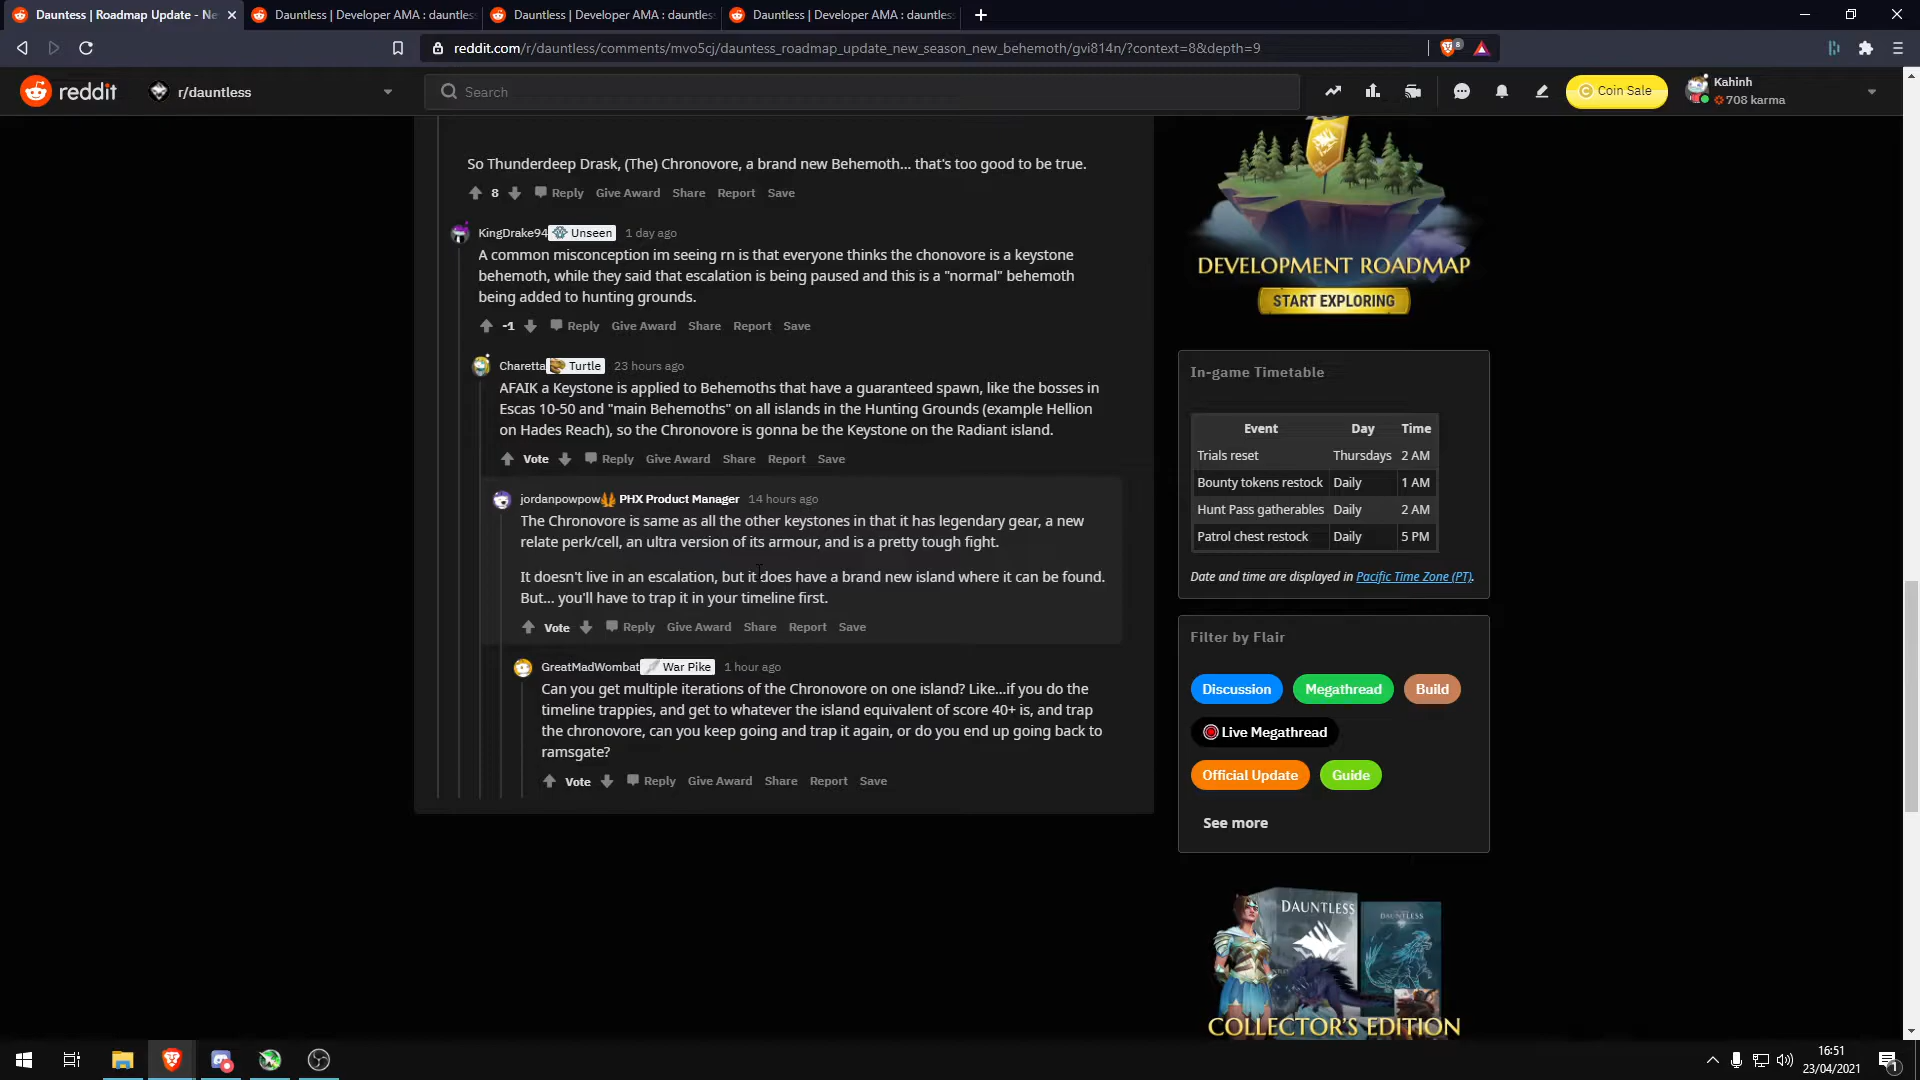 Dauntess | Roadmap Update - Ne
Dauntless | Developer AMA : dauntles
Dauntless | Developer AMA : dauntles
Dauntless | Developer AMA : dauntless
reddit.com/r/dauntless/comments/mvo5cj/dauntess_roadmap_update_new_season_new_behemoth/gvi814n/?context=8&depth=9
8
reddit
r/dauntless
Search
Coin Sale
Kahinh
708 karma
So Thunderdeep Drask, (The) Chronovore, a brand new Behemoth... that's too good to be true.
8 Reply Give Award Share Report Save
KingDrake94 Unseen 1 day ago
A common misconception im seeing rn is that everyone thinks the chonovore is a keystone
behemoth, while they said that escalation is being paused and this is a "normal" behemoth
being added to hunting grounds.
-1 Reply Give Award Share Report Save
Charetta Turtle 23 hours ago
AFAIK a Keystone is applied to Behemoths that have a guaranteed spawn, like the bosses in
Escas 10-50 and "main Behemoths" on all islands in the Hunting Grounds (example Hellion
on Hades Reach), so the Chronovore is gonna be the Keystone on the Radiant island.
Vote Reply Give Award Share Report Save
jordanpowpow PHX Product Manager 14 hours ago
The Chronovore is same as all the other keystones in that it has legendary gear, a new
relate perk/cell, an ultra version of its armour, and is a pretty tough fight.
It doesn't live in an escalation, but it does have a brand new island where it can be found.
But... you'll have to trap it in your timeline first.
Vote Reply Give Award Share Report Save
GreatMadWombat War Pike 1 hour ago
Can you get multiple iterations of the Chronovore on one island? Like...if you do the
timeline trappies, and get to whatever the island equivalent of score 40+ is, and trap
the chronovore, can you keep going and trap it again, or do you end up going back to
ramsgate?
Vote Reply Give Award Share Report Save
DEVELOPMENT ROADMAP
START EXPLORING
In-game Timetable
Event Day Time
Trials reset Thursdays 2 AM
Bounty tokens restock Daily 1 AM
Hunt Pass gatherables Daily 2 AM
Patrol chest restock Daily 5 PM
Date and time are displayed in Pacific Time Zone (PT).
Filter by Flair
Discussion Megathread Build
Live Megathread
Official Update Guide
See more
DAUNTLESS
DAUNTLESS
COLLECTOR'S EDITION
16:51
23/04/2021
1